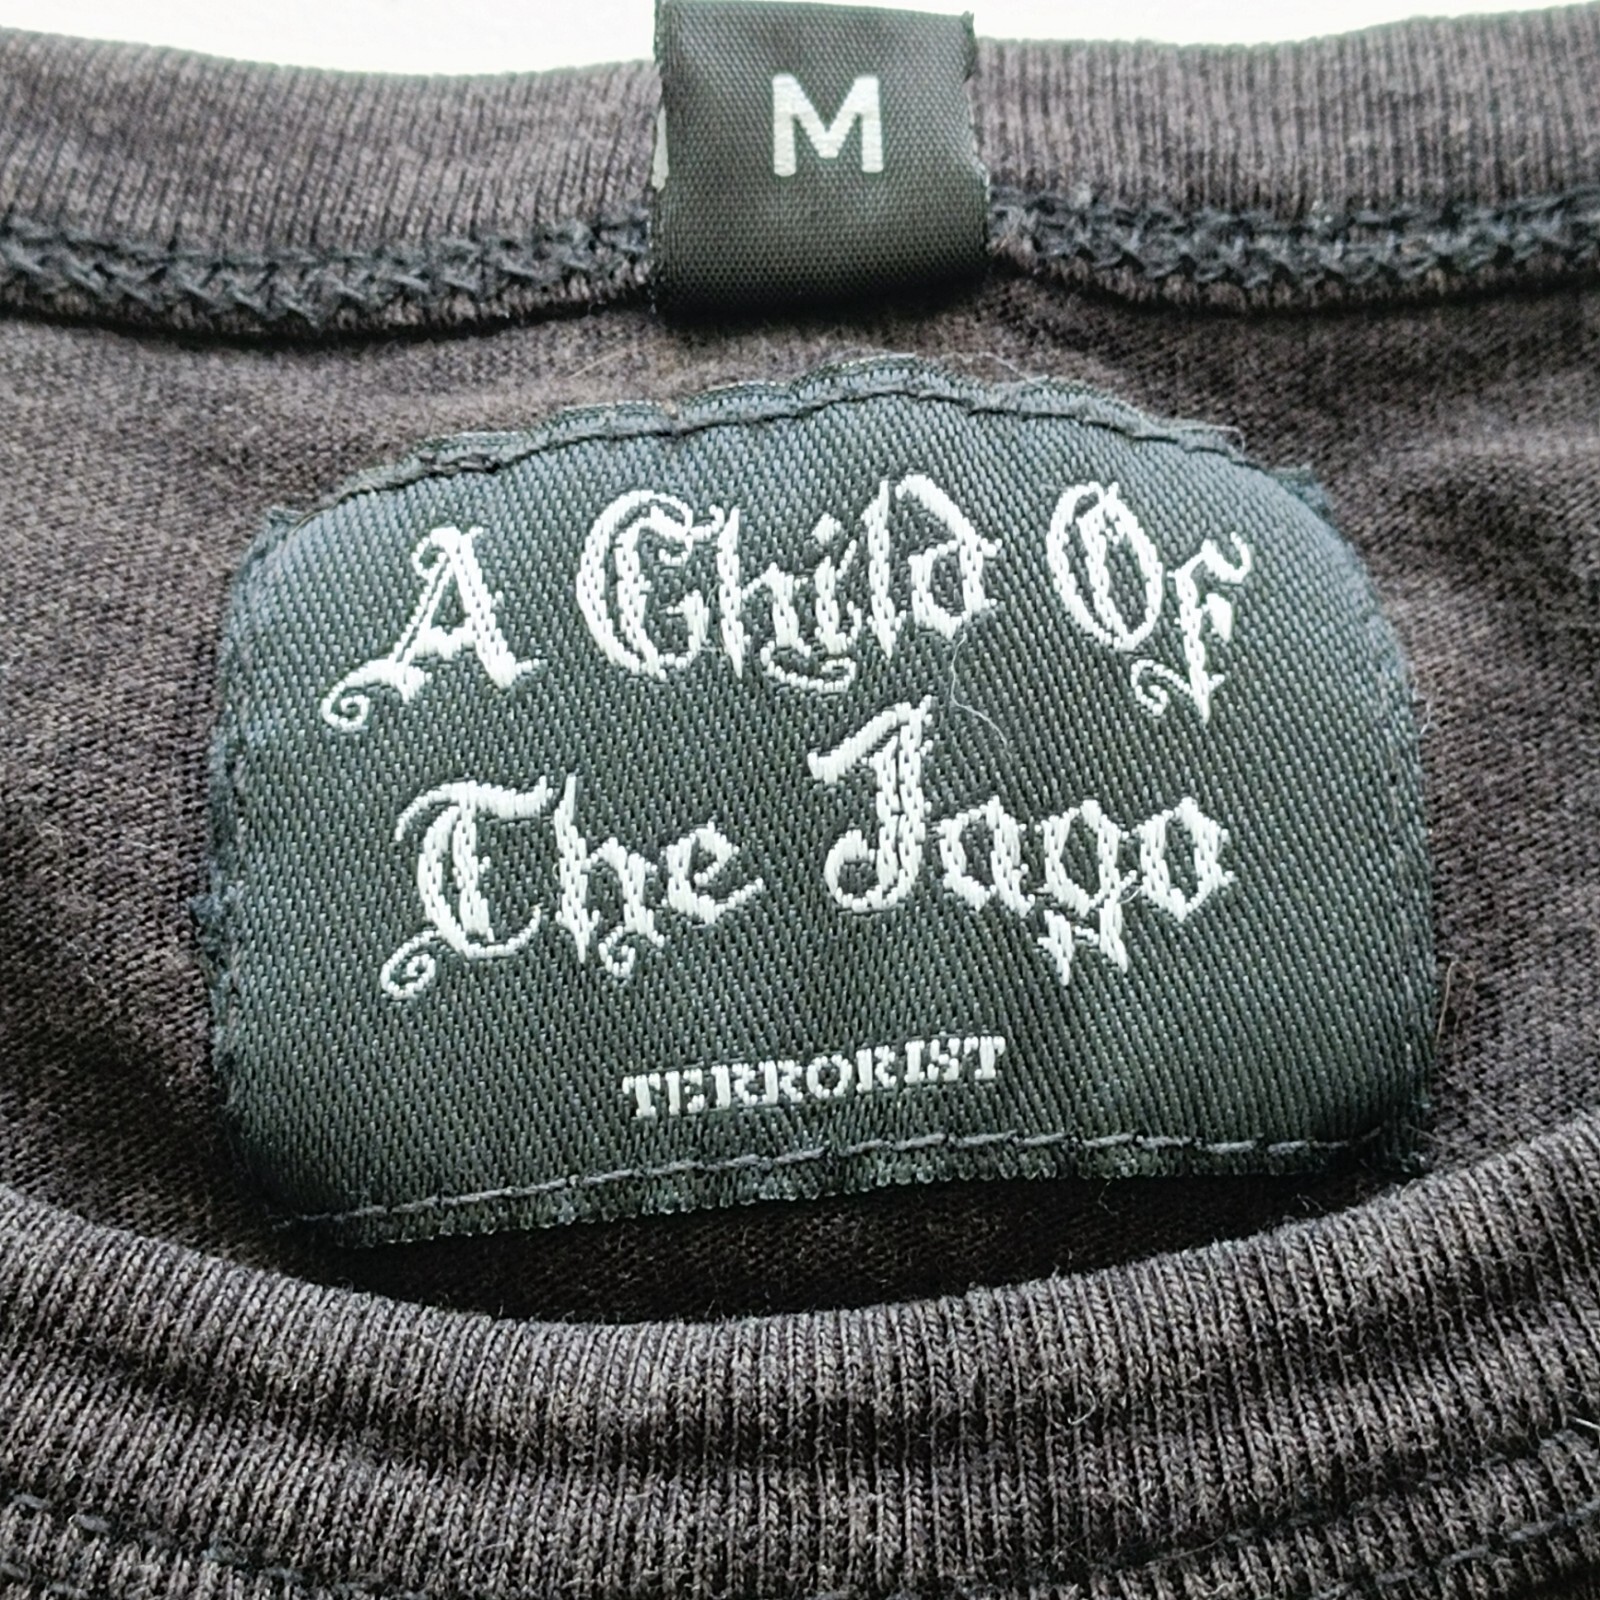 M
A Child Of
The Jago
TERRORIST